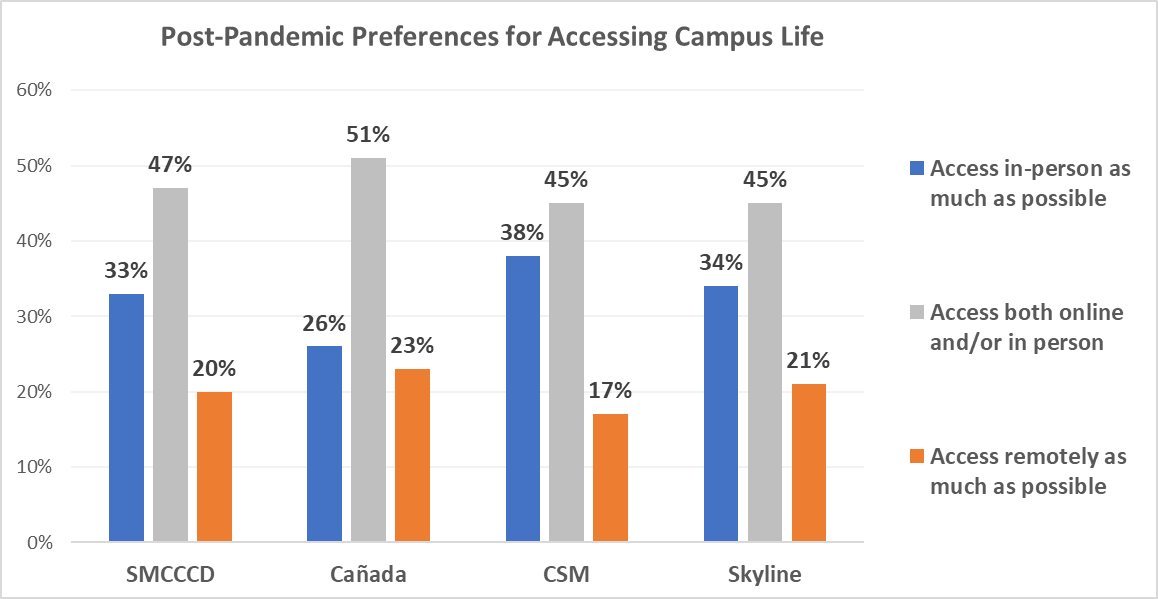 Post-Pandemic Preferences for Accessing Campus Life
60%
50%
40%
30%
20%
10%
0%
33%
47%
20%
26%
51%
23%
38%
45%
17%
34%
45%
21%
SMCCCD
Cañada
CSM
Skyline
Access in-person as
much as possible
Access both online
and/or in person
Access remotely as
much as possible